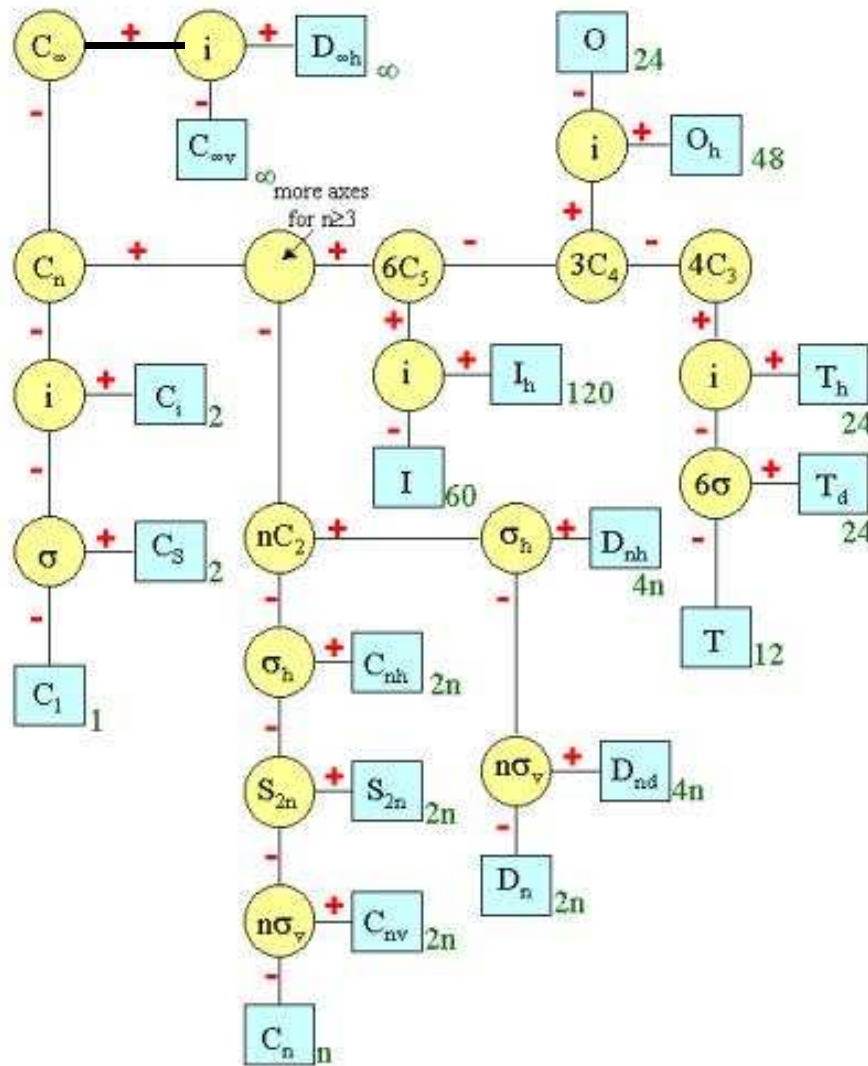 C∞ + i + D∞h ∞
O 24
-
-
-
C∞v ∞
i + Oh 48
more axes
for n≥3
+
Cn + + 6C5 - 3C4 - 4C3
-
-
+
+
i + Ci 2
i + Ih 120
i + Th 24
-
-
-
I 60
6σ + Td 24
σ + CS 2
nC2 + σh + Dnh 4n
-
-
-
-
C1 1
T 12
σh + Cnh 2n
-
S2n + S2n 2n
nσv + Dnd 4n
-
-
Dn 2n
nσv + Cnv 2n
-
Cn n